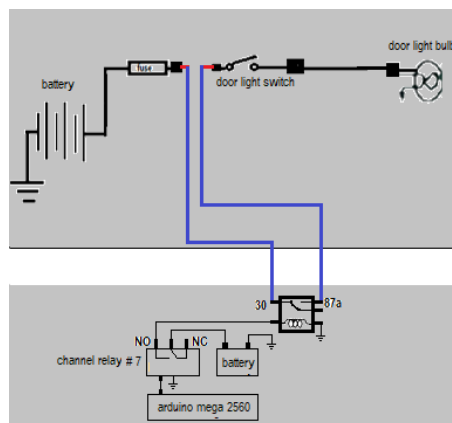 door light bulb
fuse
battery
door light switch
30
87a
NO
NC
channel relay # 7
battery
arduino mega 2560